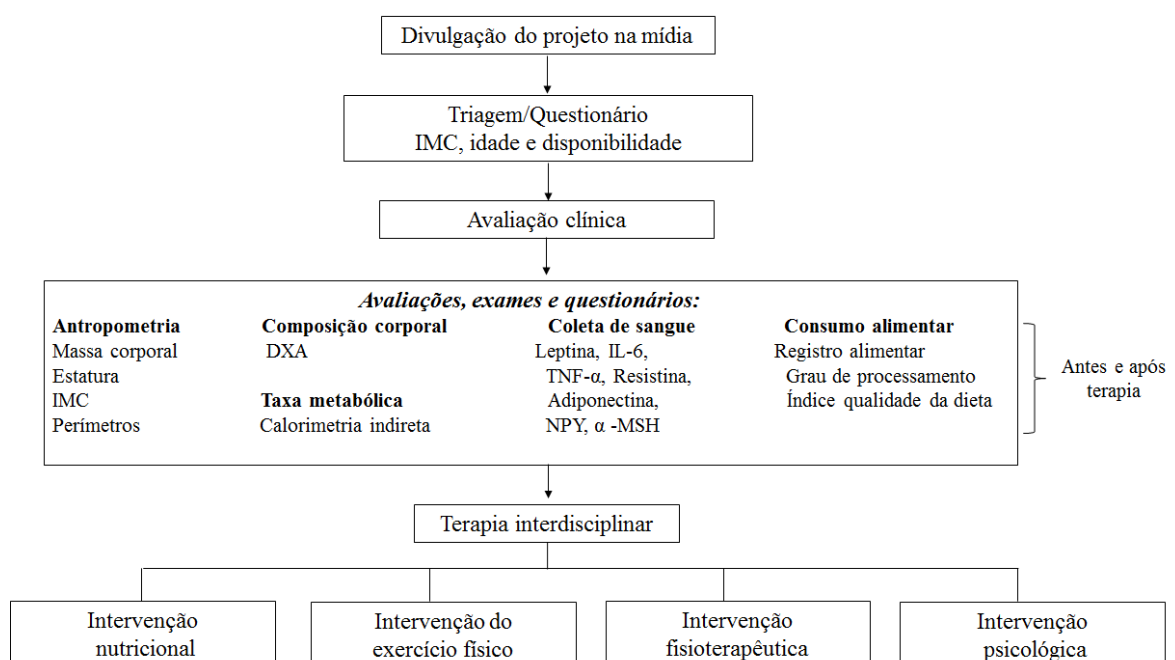 Divulgação do projeto na mídia
Triagem/Questionário
IMC, idade e disponibilidade
Avaliação clínica
Avaliações, exames e questionários:
Antropometria
Massa corporal
Estatura
IMC
Perímetros
Composição corporal
DXA
Taxa metabólica
Calorimetria indireta
Coleta de sangue
Leptina, IL-6,
TNF-α, Resistina,
Adiponectina,
NPY, α -MSH
Consumo alimentar
Registro alimentar
Grau de processamento
Índice qualidade da dieta
Antes e após
terapia
Terapia interdisciplinar
Intervenção
nutricional
Intervenção do
exercício físico
Intervenção
fisioterapêutica
Intervenção
psicológica